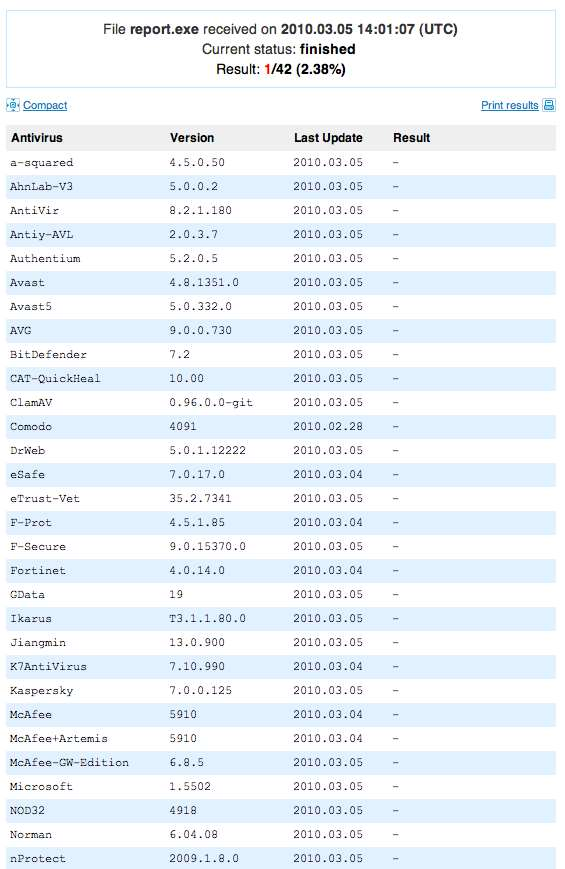 File report.exe received on 2010.03.05 14:01:07 (UTC)
Current status: finished
Result: 1/42 (2.38%)
Compact Print results
Antivirus Version Last Update Result
a-squared 4.5.0.50 2010.03.05 -
AhnLab-V3 5.0.0.2 2010.03.05 -
AntiVir 8.2.1.180 2010.03.05 -
Antiy-AVL 2.0.3.7 2010.03.05 -
Authentium 5.2.0.5 2010.03.05 -
Avast 4.8.1351.0 2010.03.05 -
Avast5 5.0.332.0 2010.03.05 -
AVG 9.0.0.730 2010.03.05 -
BitDefender 7.2 2010.03.05 -
CAT-QuickHeal 10.00 2010.03.05 -
ClamAV 0.96.0.0-git 2010.03.05 -
Comodo 4091 2010.02.28 -
DrWeb 5.0.1.12222 2010.03.05 -
eSafe 7.0.17.0 2010.03.04 -
eTrust-Vet 35.2.7341 2010.03.05 -
F-Prot 4.5.1.85 2010.03.04 -
F-Secure 9.0.15370.0 2010.03.05 -
Fortinet 4.0.14.0 2010.03.04 -
GData 19 2010.03.05 -
Ikarus T3.1.1.80.0 2010.03.05 -
Jiangmin 13.0.900 2010.03.05 -
K7AntiVirus 7.10.990 2010.03.04 -
Kaspersky 7.0.0.125 2010.03.05 -
McAfee 5910 2010.03.04 -
McAfee+Artemis 5910 2010.03.04 -
McAfee-GW-Edition 6.8.5 2010.03.05 -
Microsoft 1.5502 2010.03.05 -
NOD32 4918 2010.03.05 -
Norman 6.04.08 2010.03.05 -
nProtect 2009.1.8.0 2010.03.05 -